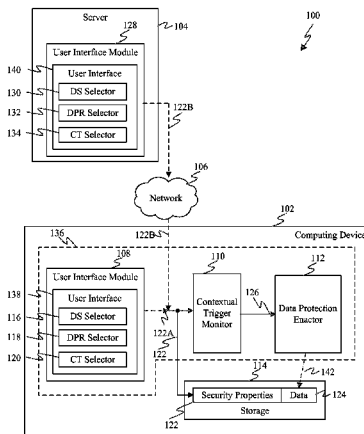 Server
100
128
104
User Interface Module
140
User Interface
130
DS Selector
132
DPR Selector
122B
134
CT Selector
106
Network
102
136
122B
Computing Device
108
110
112
User Interface Module
138
User Interface
116
DS Selector
118
DPR Selector
120
CT Selector
122A
122
Contextual Trigger Monitor
126
Data Protection Enactor
114
142
Security Properties
Data
124
122
Storage